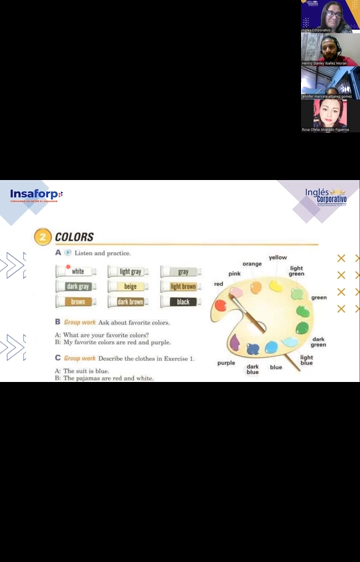 Insaforp
Inglés
Corporativo
2 COLORS
A Listen and practice.
white
light gray
gray
dark gray
beige
light brown
brown
dark brown
black
yellow
orange
light
green
pink
red
green
dark
green
light
blue
blue
dark
blue
purple
B Group work Ask about favorite colors.
A: What are your favorite colors?
B: My favorite colors are red and purple.
C Group work Describe the clothes in Exercise 1.
A: The suit is blue.
B: The pajamas are red and white.